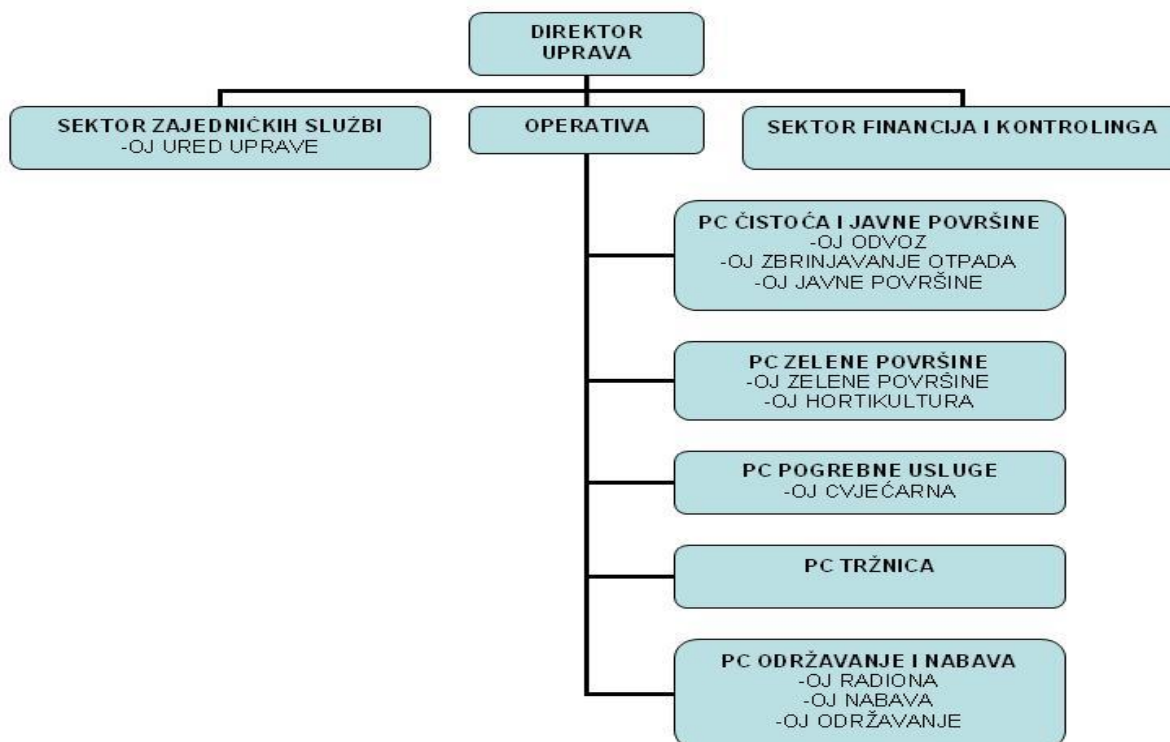 DIREKTOR
UPRAVA
SEKTOR ZAJEDNIČKIH SLUŽBI
-OJ URED UPRAVE
OPERATIVA
SEKTOR FINANCIJA I KONTROLINGA
PC ČISTOĆA I JAVNE POVRŠINE
-OJ ODVOZ
-OJ ZBRINJAVANJE OTPADA
-OJ JAVNE POVRŠINE
PC ZELENE POVRŠINE
-OJ ZELENE POVRŠINE
-OJ HORTIKULTURA
PC POGREBNE USLUGE
-OJ CVJEĆARNA
PC TRŽNICA
PC ODRŽAVANJE I NABAVA
-OJ RADIONA
-OJ NABAVA
-OJ ODRŽAVANJE